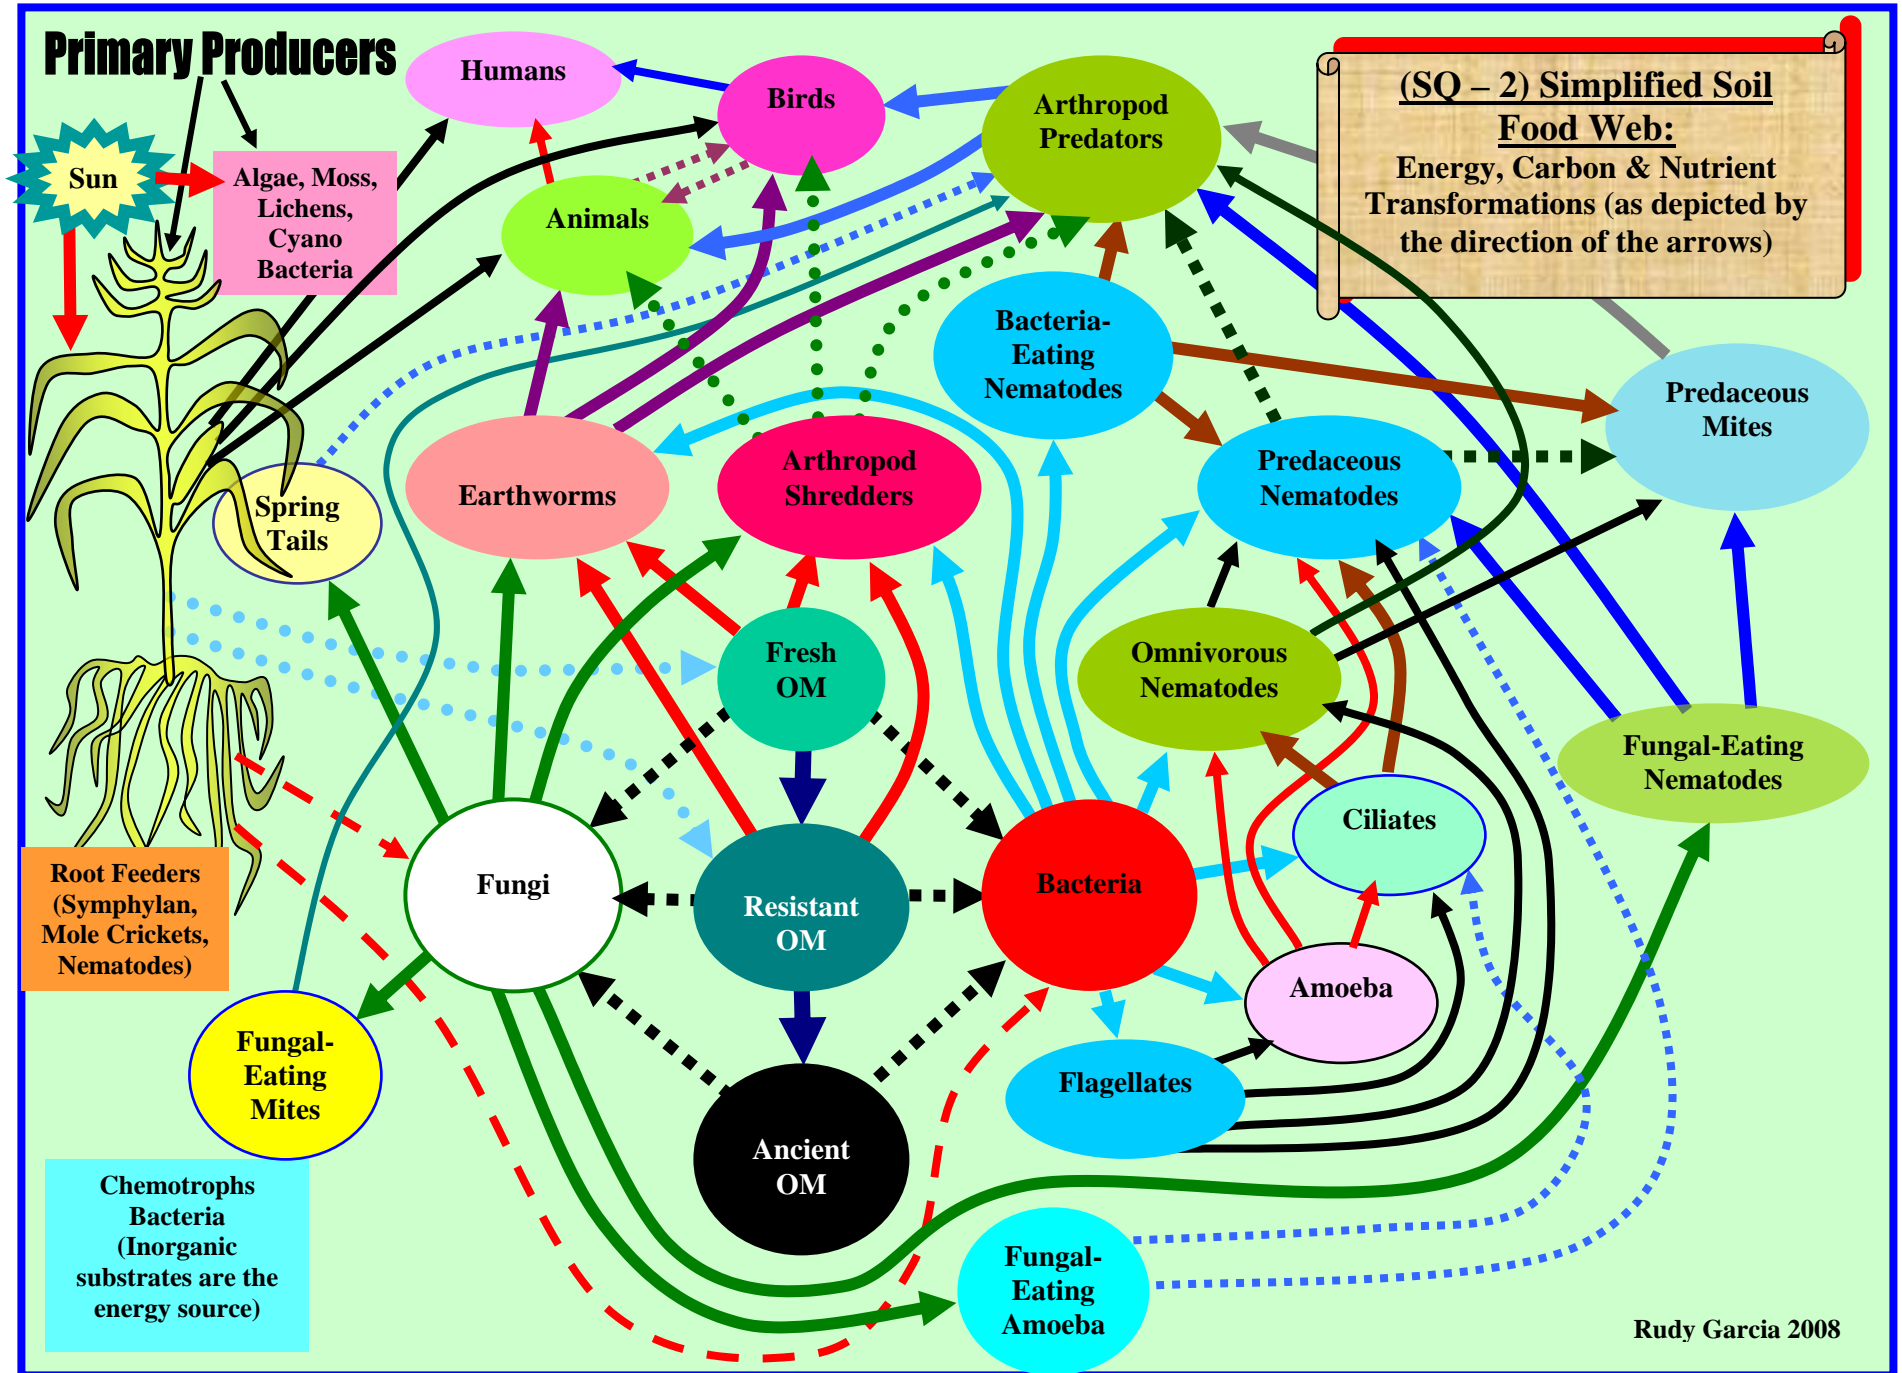 Primary Producers
Humans
Birds
Arthropod
Predators
(SQ – 2) Simplified Soil
Food Web:
Energy, Carbon & Nutrient
Transformations (as depicted by
the direction of the arrows)
Sun
Algae, Moss,
Lichens,
Cyano
Bacteria
Animals
Bacteria-
Eating
Nematodes
Predaceous
Mites
Spring
Tails
Earthworms
Arthropod
Shredders
Predaceous
Nematodes
Fresh
OM
Omnivorous
Nematodes
Fungal-Eating
Nematodes
Ciliates
Root Feeders
(Symphylan,
Mole Crickets,
Nematodes)
Fungi
Resistant
OM
Bacteria
Amoeba
Fungal-
Eating
Mites
Flagellates
Ancient
OM
Chemotrophs
Bacteria
(Inorganic
substrates are the
energy source)
Fungal-
Eating
Amoeba
Rudy Garcia 2008